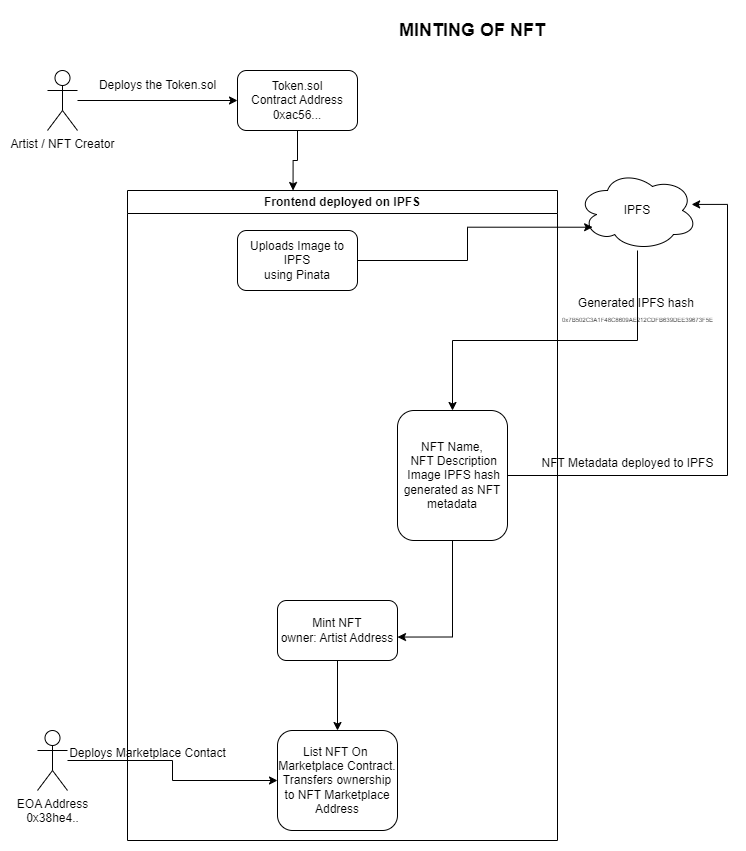 MINTING OF NFT
Deploys the Token.sol
Token.sol
Contract Address
0xac56...
Artist / NFT Creator
Frontend deployed on IPFS
IPFS
Uploads Image to
IPFS
using Pinata
Generated IPFS hash
NFT Name,
NFT Description
Image IPFS hash
generated as NFT
metadata
NFT Metadata deployed to IPFS
Mint NFT
owner: Artist Address
Deploys Marketplace Contact
List NFT On
Marketplace Contract.
Transfers ownership
to NFT Marketplace
Address
EOA Address
0x38he4..